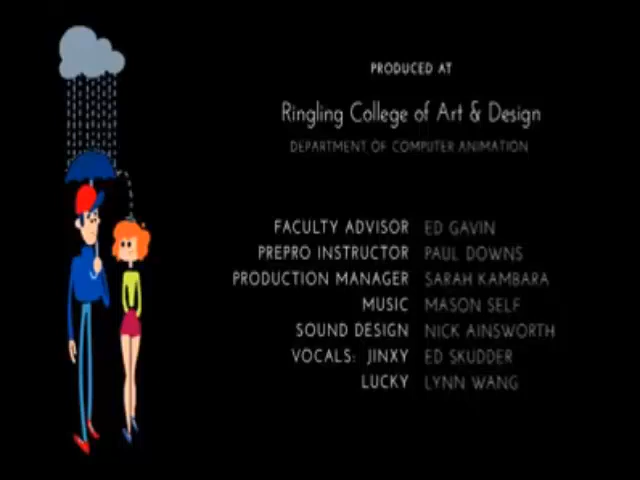 PRODUCED AT
Ringling College of Art & Design
DEPARTMENT OF COMPUTER ANIMATION
FACULTY ADVISOR ED GAVIN
PREPRO INSTRUCTOR PAUL DOWNS
PRODUCTION MANAGER SARAH KAMBARA
MUSIC MASON SELF
SOUND DESIGN NICK AINSWORTH
VOCALS: JINXY ED SKUDDER
LUCKY LYNN WANG